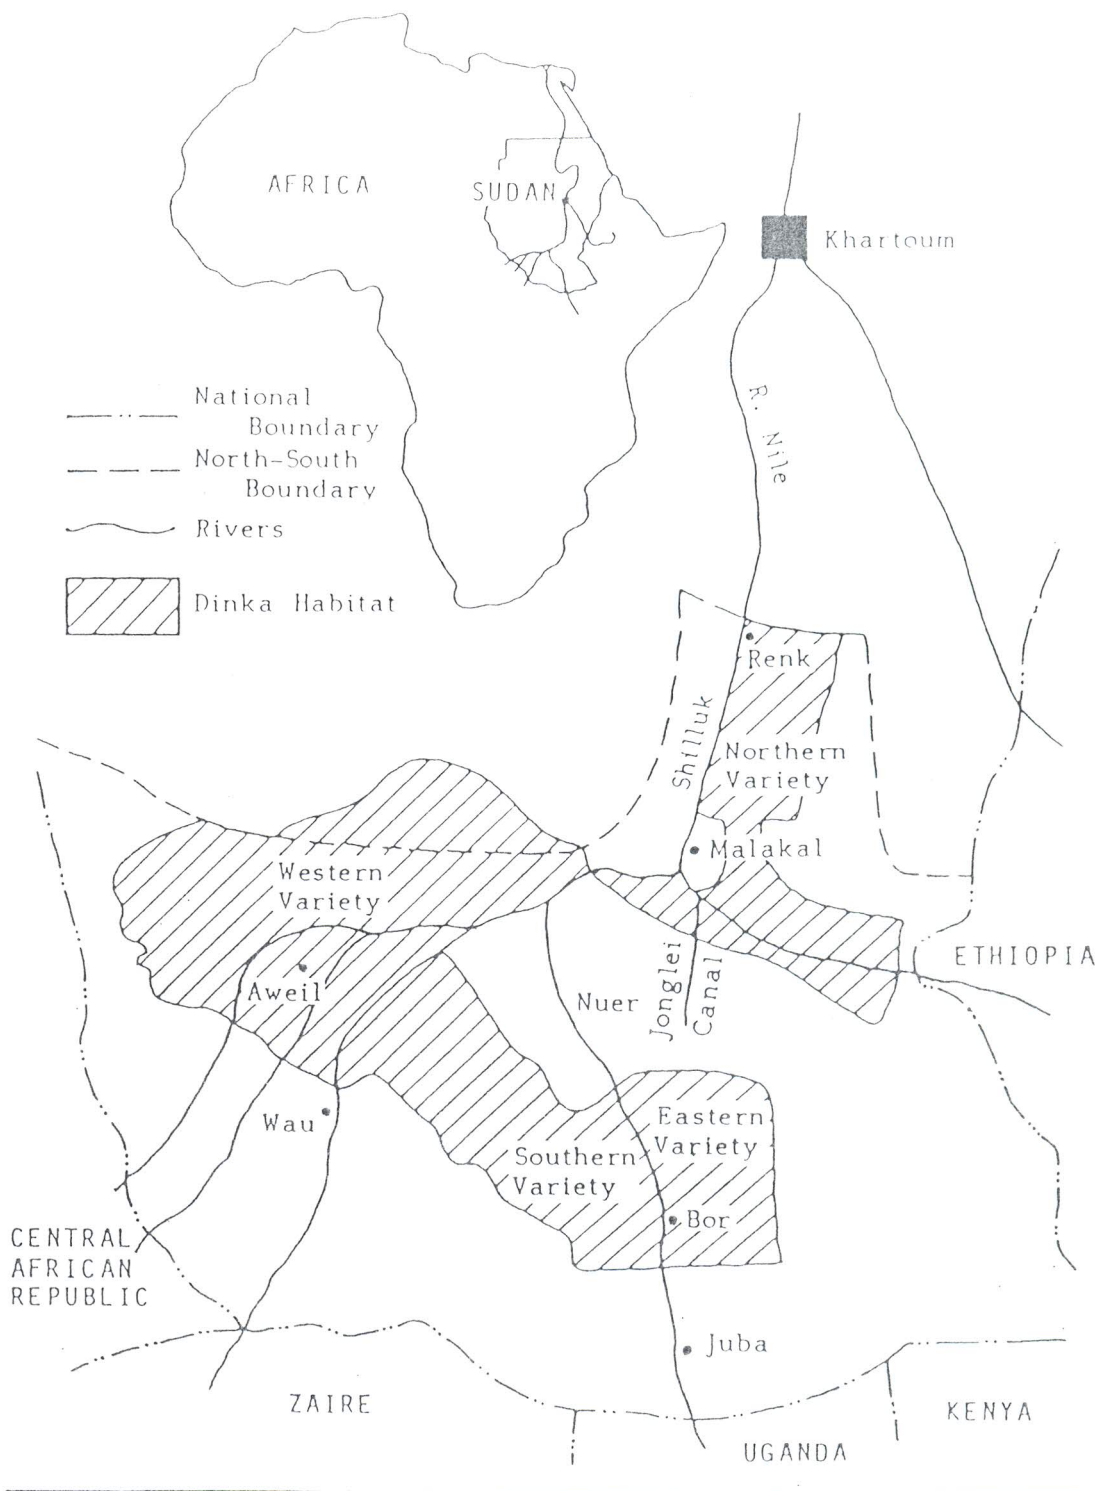 AFRICA
SUDAN
Khartoum
R. Nile
National
Boundary
North-South
Boundary
Rivers
Dinka Habitat
Renk
Shilluk
Northern
Variety
Malakal
Western
Variety
ETHIOPIA
Aweil
Nuer
Jonglei
Canal
Wau
Eastern
Variety
Southern
Variety
Bor
CENTRAL
AFRICAN
REPUBLIC
Juba
ZAIRE
KENYA
UGANDA